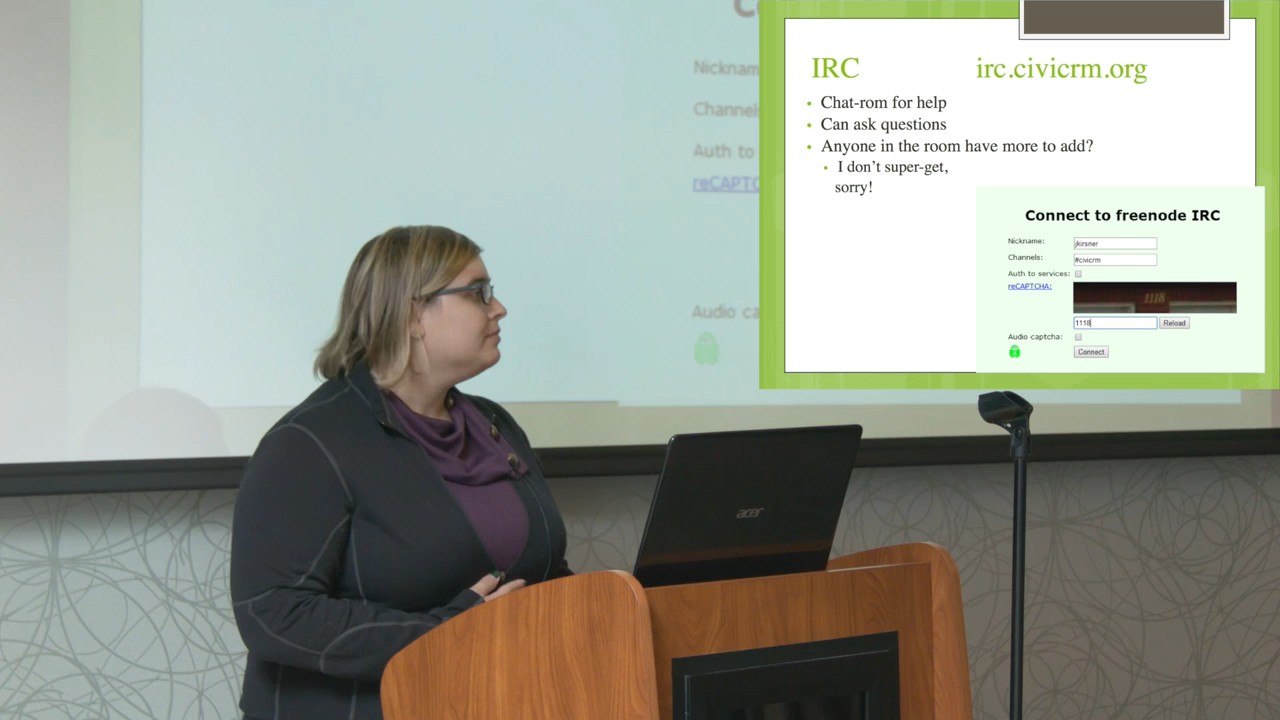 C
Nicknam
Channel
Auth to
reCAPTC
Audio ca
IRC
irc.civicrm.org
Chat-rom for help
Can ask questions
Anyone in the room have more to add?
I don't super-get,
sorry!
Connect to freenode IRC
Nickname:
jkirsner
Channels:
#civicrm
Auth to services:
reCAPTCHA:
1118
1118
Reload
Audio captcha:
Connect
acer